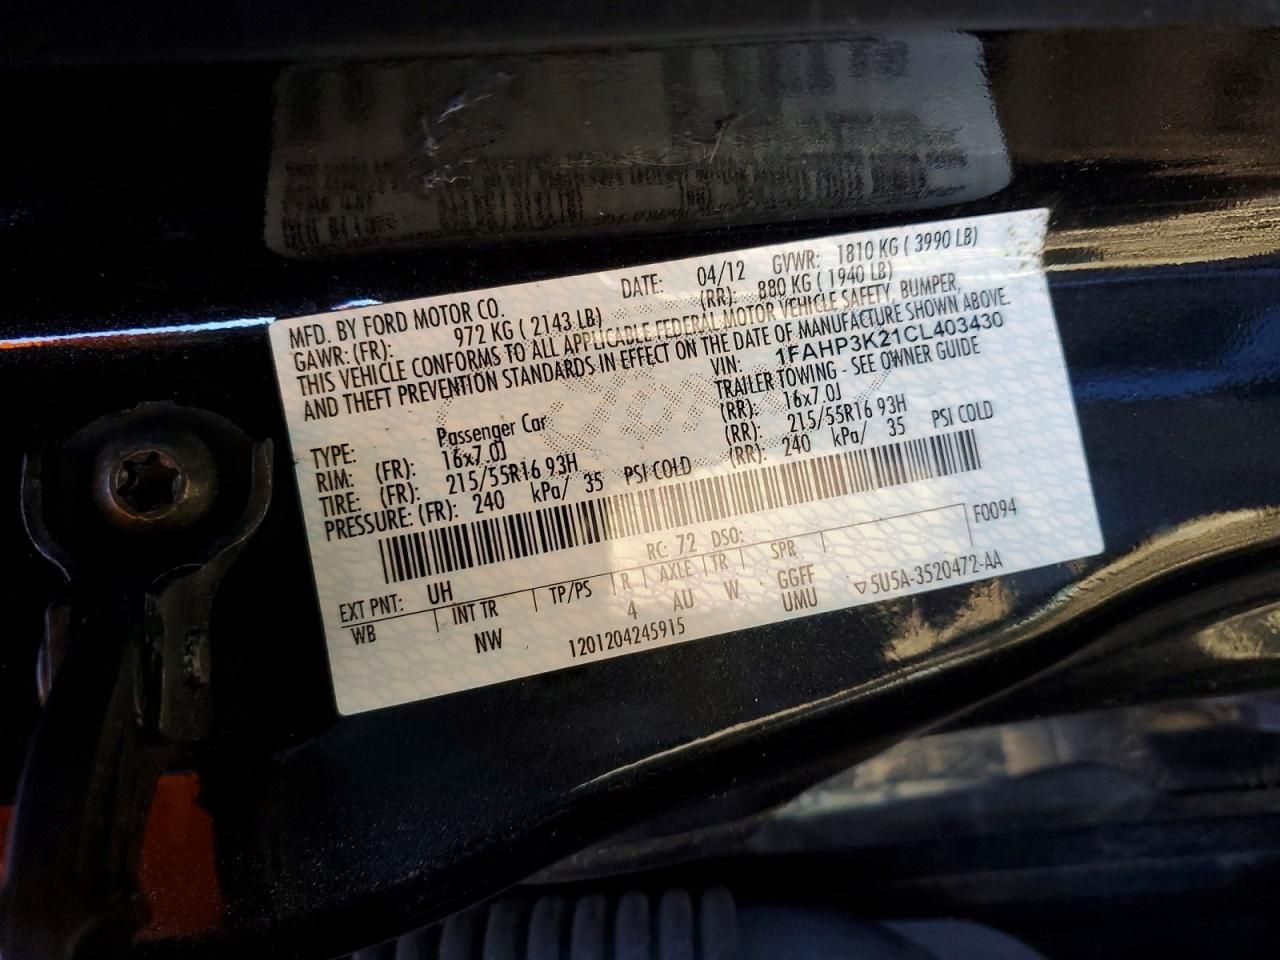 MFD. BY FORD MOTOR CO. DATE: 04/12 GVWR: 1810 KG ( 3990 LB)
GAWR: (FR): 972 KG ( 2143 LB) (RR): 880 KG ( 1940 LB)
THIS VEHICLE CONFORMS TO ALL APPLICABLE FEDERAL MOTOR VEHICLE SAFETY, BUMPER,
AND THEFT PREVENTION STANDARDS IN EFFECT ON THE DATE OF MANUFACTURE SHOWN ABOVE.
VIN: 1FAHP3K21CL403430
TYPE: Passenger Car TRAILER TOWING - SEE OWNER GUIDE
RIM: (FR): 16x7.0J (RR): 16x7.0J
TIRE: (FR): 215/55R16 93H (RR): 215/55R16 93H
PRESSURE: (FR): 240 kPa/ 35 PSI COLD (RR): 240 kPa/ 35 PSI COLD
EXT PNT: UH RC: 72 DSO: F0094
WB INT TR TP/PS R AXLE TR SPR
NW 4 AU W GGFF
1201204245915 UMU ▽5U5A-3520472-AA